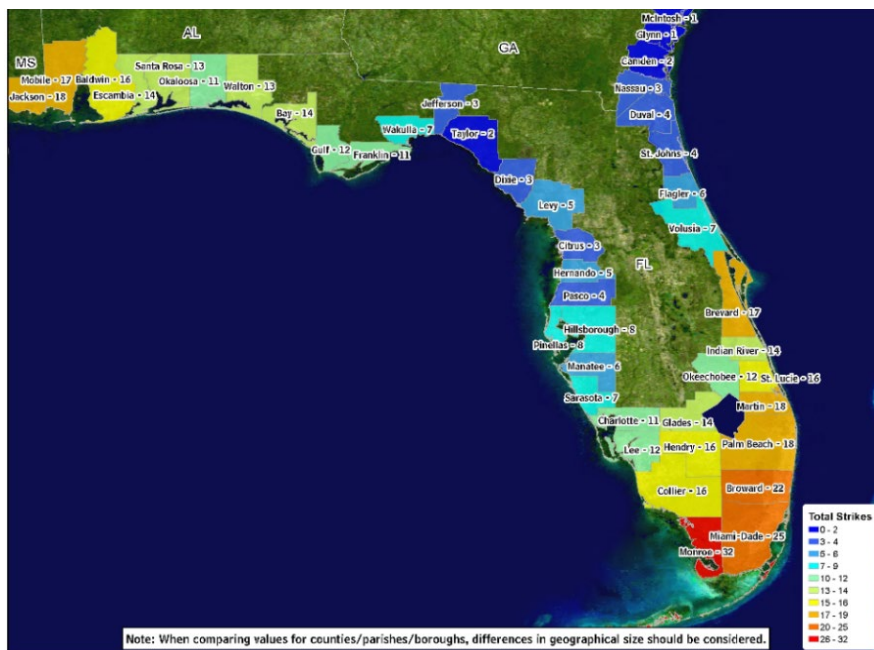 McIntosh - 1
Glynn - 1
AL
GA
Camden - 2
MS
Santa Rosa - 13
Mobile - 17
Baldwin - 16
Okaloosa - 11
Walton - 13
Nassau - 3
Jackson - 18
Escambia - 14
Jefferson - 3
Bay - 14
Duval - 4
Wakulla - 7
Taylor - 2
Gulf - 12
Franklin - 11
St. Johns - 4
Dixie - 3
Flagler - 6
Levy - 5
Volusia - 7
Citrus - 3
FL
Hernando - 5
Pasco - 4
Brevard - 17
Hillsborough - 8
Pinellas - 8
Indian River - 14
Manatee - 6
Okeechobee - 12
St. Lucie - 16
Sarasota - 7
Martin - 18
Charlotte - 11
Glades - 14
Lee - 12
Hendry - 16
Palm Beach - 18
Collier - 16
Broward - 22
Miami-Dade - 25
Monroe - 32
Total Strikes
0 - 2
3 - 4
5 - 6
7 - 9
10 - 12
13 - 14
15 - 16
17 - 19
20 - 25
26 - 32
Note: When comparing values for counties/parishes/boroughs, differences in geographical size should be considered.